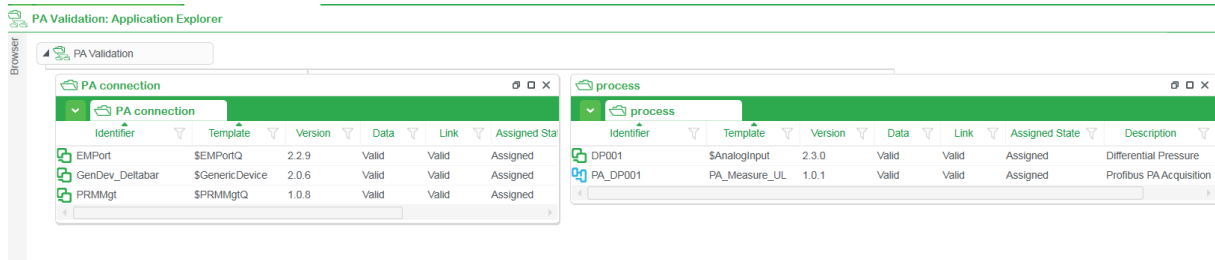 PA Validation: Application Explorer
Browser
PA Validation
PA connection
PA connection
Identifier Template Version Data Link Assigned Stat
EMPort $EMPortQ 2.2.9 Valid Valid Assigned
GenDev_Deltabar $GenericDevice 2.0.6 Valid Valid Assigned
PRMMgt $PRMMgtQ 1.0.8 Valid Valid Assigned
process
process
Identifier Template Version Data Link Assigned State Description
DP001 $AnalogInput 2.3.0 Valid Valid Assigned Differential Pressure
PA_DP001 PA_Measure_UL 1.0.1 Valid Valid Assigned Profibus PA Acquisition